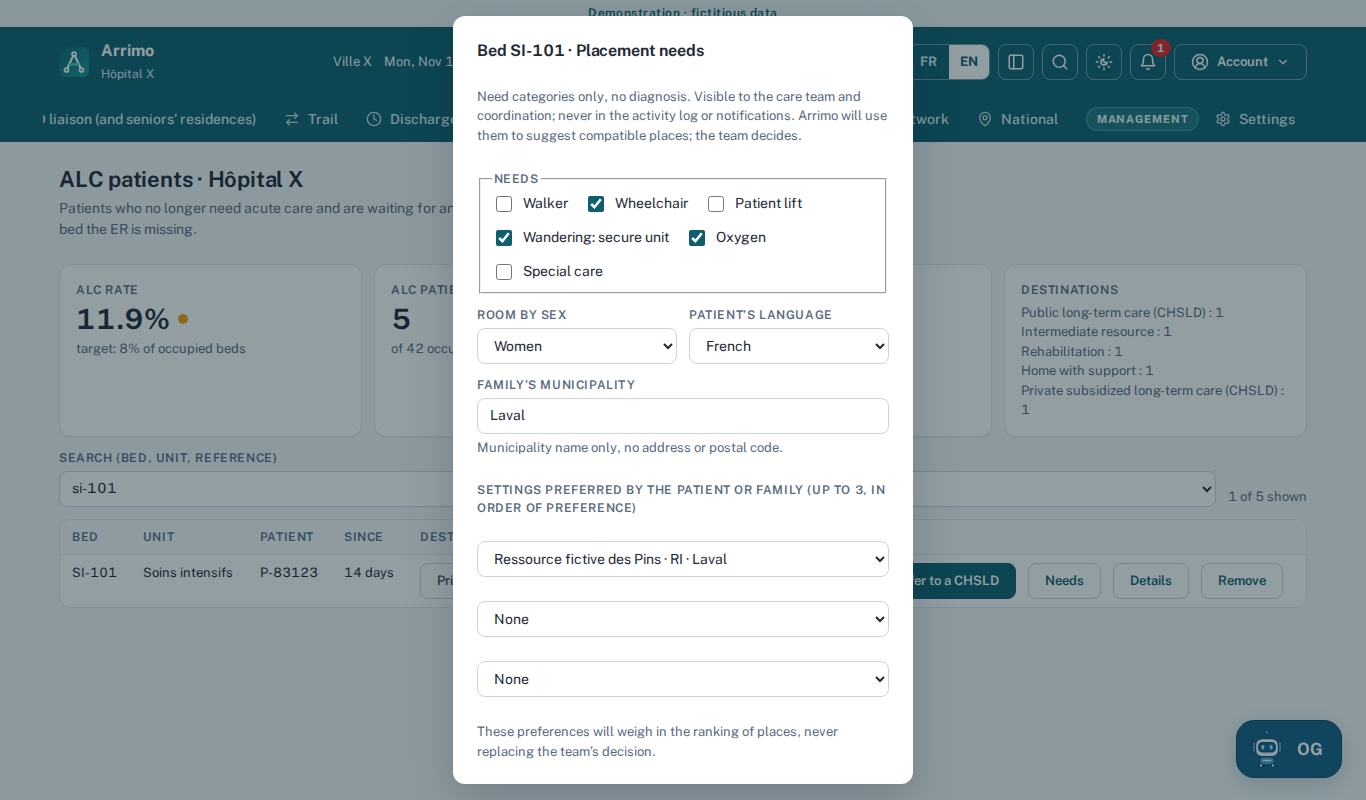 Demonstration · fictitious data
Arrimo
Hôpital X
Ville X Mon, Nov 1
FR EN
1
Account
liaison (and seniors' residences)
Trail
Discharge
twork
National
MANAGEMENT
Settings
ALC patients · Hôpital X
Patients who no longer need acute care and are waiting for an
bed the ER is missing.
ALC RATE
11.9%
target: 8% of occupied beds
ALC PATIE
5
of 42 occu
DESTINATIONS
Public long-term care (CHSLD) : 1
Intermediate resource : 1
Rehabilitation : 1
Home with support : 1
Private subsidized long-term care (CHSLD) :
1
SEARCH (BED, UNIT, REFERENCE)
si-101
1 of 5 shown
BED UNIT PATIENT SINCE DEST
SI-101 Soins intensifs P-83123 14 days Pri
fer to a CHSLD Needs Details Remove
Bed SI-101 · Placement needs
Need categories only, no diagnosis. Visible to the care team and
coordination; never in the activity log or notifications. Arrimo will use
them to suggest compatible places; the team decides.
NEEDS
Walker Wheelchair Patient lift
Wandering: secure unit Oxygen
Special care
ROOM BY SEX PATIENT'S LANGUAGE
Women French
FAMILY'S MUNICIPALITY
Laval
Municipality name only, no address or postal code.
SETTINGS PREFERRED BY THE PATIENT OR FAMILY (UP TO 3, IN
ORDER OF PREFERENCE)
Ressource fictive des Pins · RI · Laval
None
None
These preferences will weigh in the ranking of places, never
replacing the team's decision.
OG